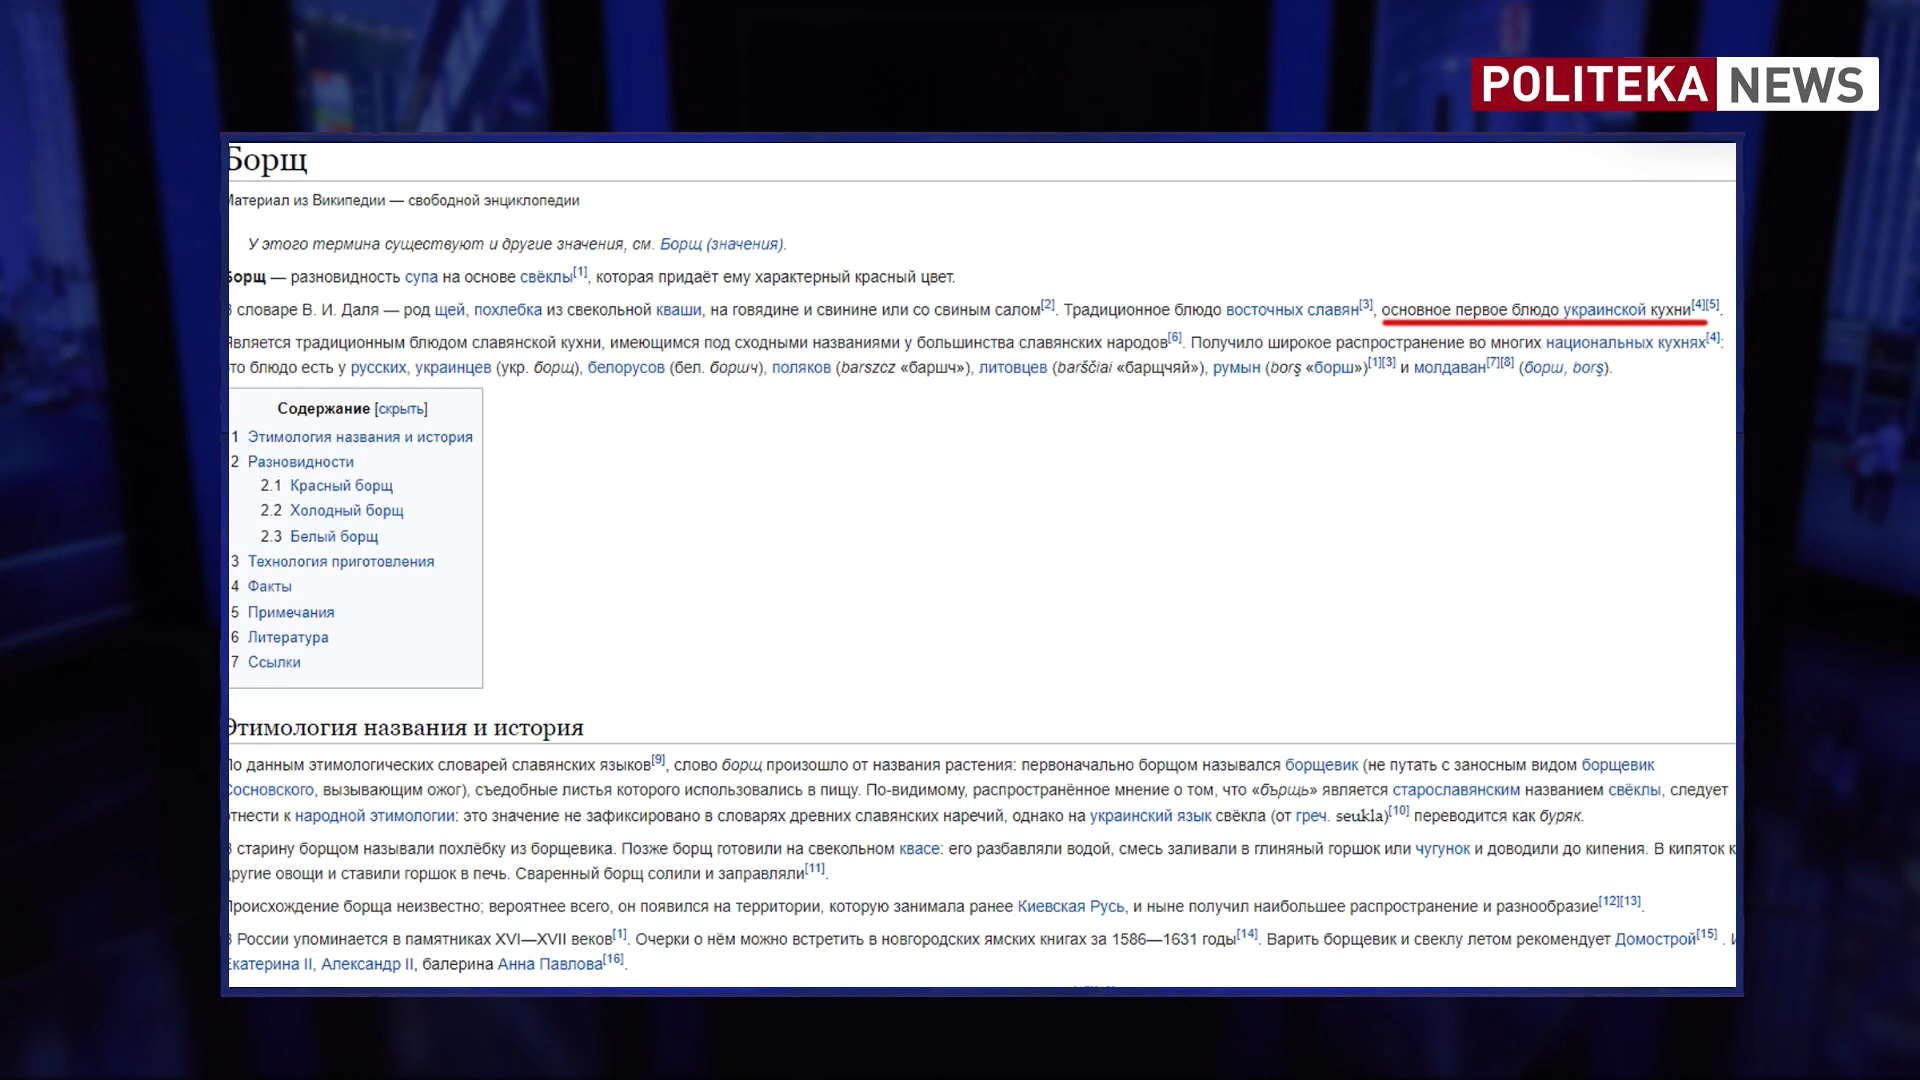 POLITEKA NEWS
Борщ
Материал из Википедии — свободной энциклопедии
У этого термина существуют и другие значения, см. Борщ (значения).
Борщ — разновидность супа на основе свёклы[1], которая придаёт ему характерный красный цвет.
В словаре В. И. Даля — род щей, похлебка из свекольной кваши, на говядине и свинине или со свиным салом[2]. Традиционное блюдо восточных славян[3], основное первое блюдо украинской кухни[4][5].
Является традиционным блюдом славянской кухни, имеющимся под сходными названиями у большинства славянских народов[6]. Получило широкое распространение во многих национальных кухнях[4]:
это блюдо есть у русских, украинцев (укр. борщ), белорусов (бел. боршч), поляков (barszcz «баршч»), литовцев (barščiai «барщчяй»), румын (borş «борш»)[1][3] и молдаван[7][8] (борш, borş).
Содержание [скрыть]
1 Этимология названия и история
2 Разновидности
2.1 Красный борщ
2.2 Холодный борщ
2.3 Белый борщ
3 Технология приготовления
4 Факты
5 Примечания
6 Литература
7 Ссылки
Этимология названия и история
По данным этимологических словарей славянских языков[9], слово борщ произошло от названия растения: первоначально борщом назывался борщевик (не путать с заносным видом борщевик
Сосновского, вызывающим ожог), съедобные листья которого использовались в пищу. По-видимому, распространённое мнение о том, что «бърщь» является старославянским названием свёклы, следует
отнести к народной этимологии: это значение не зафиксировано в словарях древних славянских наречий, однако на украинский язык свёкла (от греч. seukla)[10] переводится как буряк.
В старину борщом называли похлёбку из борщевика. Позже борщ готовили на свекольном квасе: его разбавляли водой, смесь заливали в глиняный горшок или чугунок и доводили до кипения. В кипяток к
другие овощи и ставили горшок в печь. Сваренный борщ солили и заправляли[11].
Происхождение борща неизвестно; вероятнее всего, он появился на территории, которую занимала ранее Киевская Русь, и ныне получил наибольшее распространение и разнообразие[12][13].
В России упоминается в памятниках XVI—XVII веков[1]. Очерки о нём можно встретить в новгородских ямских книгах за 1586—1631 годы[14]. Варить борщевик и свеклу летом рекомендует Домострой[15] .
Екатерина II, Александр II, балерина Анна Павлова[16].